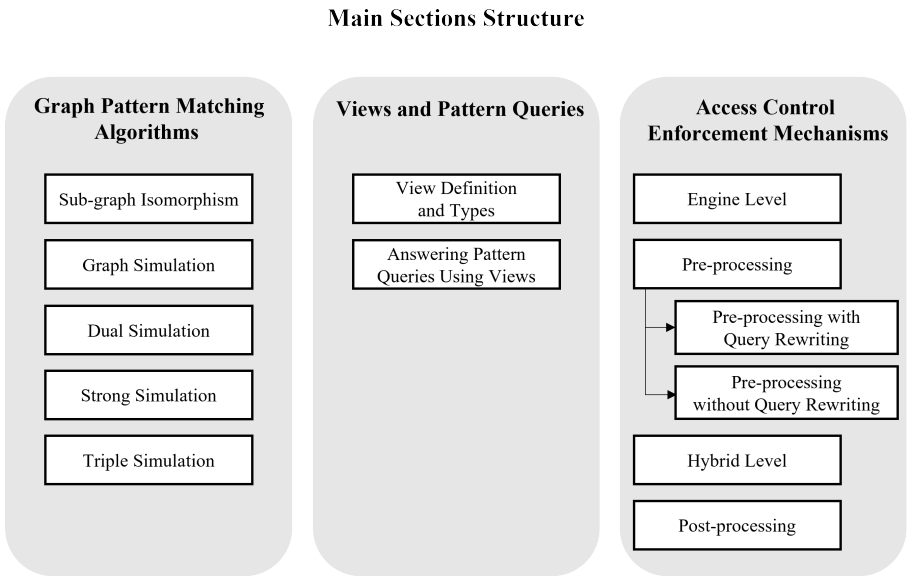 Main Sections Structure
Graph Pattern Matching
Algorithms
Sub-graph Isomorphism
Graph Simulation
Dual Simulation
Strong Simulation
Triple Simulation
Views and Pattern Queries
View Definition
and Types
Answering Pattern
Queries Using Views
Access Control
Enforcement Mechanisms
Engine Level
Pre-processing
Pre-processing with
Query Rewriting
Pre-processing
without Query Rewriting
Hybrid Level
Post-processing